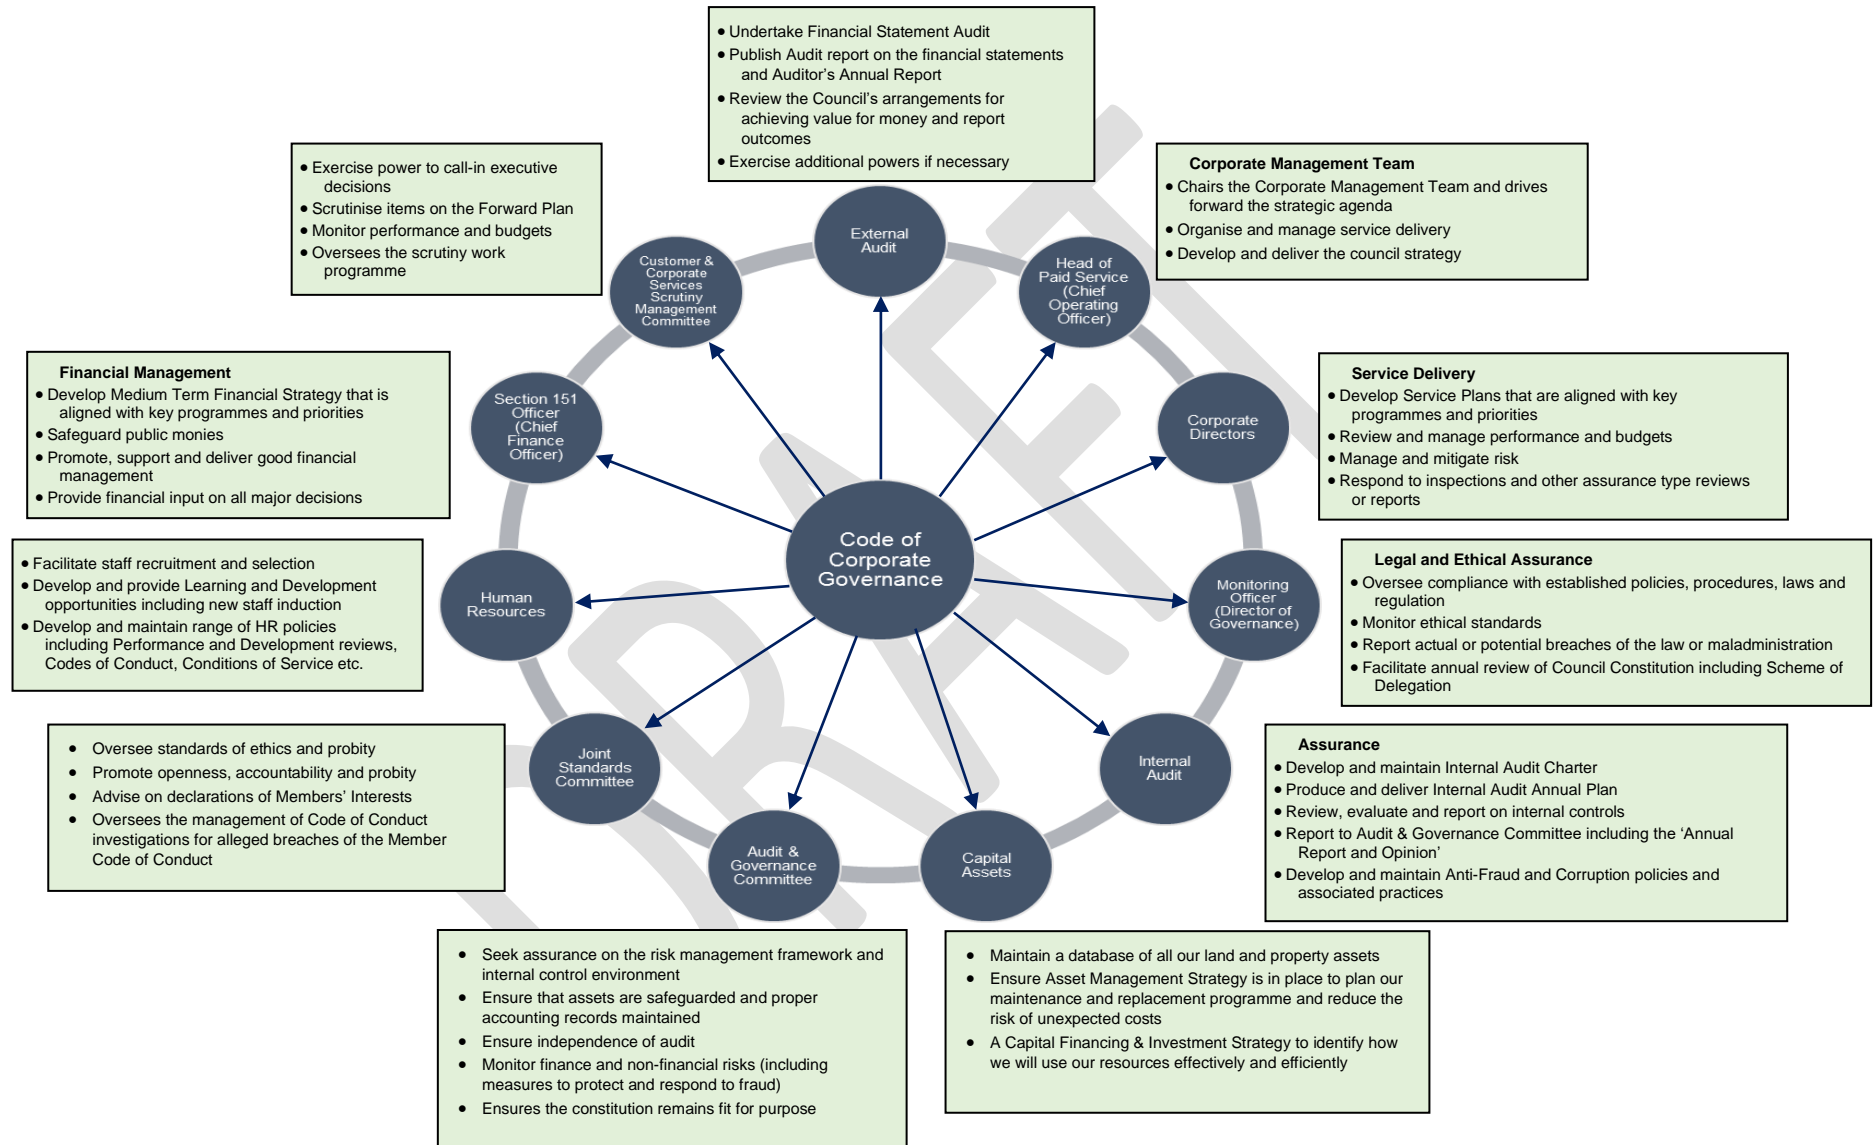 • Undertake Financial Statement Audit
• Publish Audit report on the financial statements
and Auditor's Annual Report
• Review the Council's arrangements for
achieving value for money and report
outcomes
• Exercise additional powers if necessary
• Exercise power to call-in executive
decisions
• Scrutinise items on the Forward Plan
• Monitor performance and budgets
• Oversees the scrutiny work
programme
Corporate Management Team
• Chairs the Corporate Management Team and drives
forward the strategic agenda
• Organise and manage service delivery
• Develop and deliver the council strategy
External
Audit
Customer &
Corporate
Services
Scrutiny
Management
Committee
Head of
Paid Service
(Chief
Operating
Officer)
Financial Management
• Develop Medium Term Financial Strategy that is
aligned with key programmes and priorities
• Safeguard public monies
• Promote, support and deliver good financial
management
• Provide financial input on all major decisions
Section 151
Officer
(Chief
Finance
Officer)
Corporate
Directors
Service Delivery
• Develop Service Plans that are aligned with key
programmes and priorities
• Review and manage performance and budgets
• Manage and mitigate risk
• Respond to inspections and other assurance type reviews
or reports
• Facilitate staff recruitment and selection
• Develop and provide Learning and Development
opportunities including new staff induction
• Develop and maintain range of HR policies
including Performance and Development reviews,
Codes of Conduct, Conditions of Service etc.
Human
Resources
Code of
Corporate
Governance
Monitoring
Officer
(Director of
Governance)
Legal and Ethical Assurance
• Oversee compliance with established policies, procedures, laws and
regulation
• Monitor ethical standards
• Report actual or potential breaches of the law or maladministration
• Facilitate annual review of Council Constitution including Scheme of
Delegation
• Oversee standards of ethics and probity
• Promote openness, accountability and probity
• Advise on declarations of Members' Interests
• Oversees the management of Code of Conduct
investigations for alleged breaches of the Member
Code of Conduct
Joint
Standards
Committee
Internal
Audit
Assurance
• Develop and maintain Internal Audit Charter
• Produce and deliver Internal Audit Annual Plan
• Review, evaluate and report on internal controls
• Report to Audit & Governance Committee including the 'Annual
Report and Opinion'
• Develop and maintain Anti-Fraud and Corruption policies and
associated practices
Audit &
Governance
Committee
Capital
Assets
• Seek assurance on the risk management framework and
internal control environment
• Ensure that assets are safeguarded and proper
accounting records maintained
• Ensure independence of audit
• Monitor finance and non-financial risks (including
measures to protect and respond to fraud)
• Ensures the constitution remains fit for purpose
• Maintain a database of all our land and property assets
• Ensure Asset Management Strategy is in place to plan our
maintenance and replacement programme and reduce the
risk of unexpected costs
• A Capital Financing & Investment Strategy to identify how
we will use our resources effectively and efficiently
DRAFT